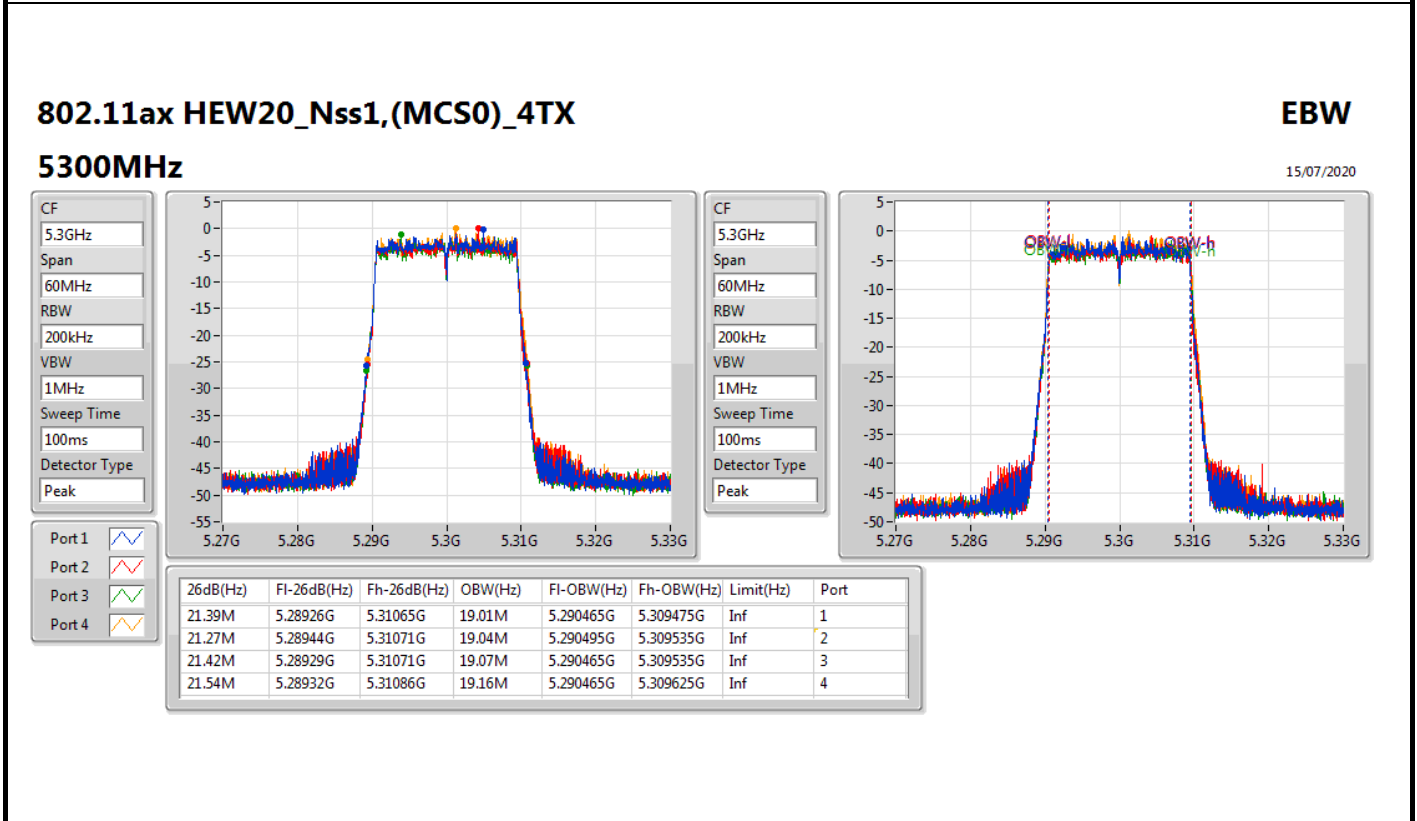 802.11ax HEW20_Nss1,(MCS0)_4TX
EBW
5300MHz
15/07/2020
CF
5.3GHz
Span
60MHz
RBW
200kHz
VBW
1MHz
Sweep Time
100ms
Detector Type
Peak
5
0
-5
-10
-15
-20
-25
-30
-35
-40
-45
-50
-55
5.27G 5.28G 5.29G 5.3G 5.31G 5.32G 5.33G
CF
5.3GHz
Span
60MHz
RBW
200kHz
VBW
1MHz
Sweep Time
100ms
Detector Type
Peak
5
0
-5
-10
-15
-20
-25
-30
-35
-40
-45
-50
OBW-h
5.27G 5.28G 5.29G 5.3G 5.31G 5.32G 5.33G
Port 1
Port 2
Port 3
Port 4
26dB(Hz) Fl-26dB(Hz) Fh-26dB(Hz) OBW(Hz) Fl-OBW(Hz) Fh-OBW(Hz) Limit(Hz) Port
21.39M 5.28926G 5.31065G 19.01M 5.290465G 5.309475G Inf 1
21.27M 5.28944G 5.31071G 19.04M 5.290495G 5.309535G Inf 2
21.42M 5.28929G 5.31071G 19.07M 5.290465G 5.309535G Inf 3
21.54M 5.28932G 5.31086G 19.16M 5.290465G 5.309625G Inf 4